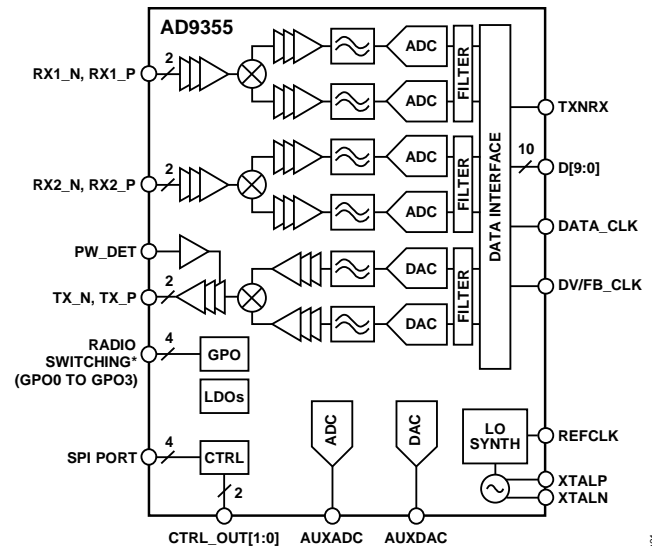 AD9355
RX1_N, RX1_P
2
ADC
ADC
FILTER
RX2_N, RX2_P
2
ADC
ADC
FILTER
PW_DET
TX_N, TX_P
2
DAC
DAC
FILTER
DATA INTERFACE
TXNRX
10
D[9:0]
DATA_CLK
DV/FB_CLK
RADIO
SWITCHING*
(GPO0 TO GPO3)
4
GPO
LDOs
SPI PORT
4
CTRL
2
CTRL_OUT[1:0]
ADC
AUXADC
DAC
AUXDAC
LO
SYNTH
REFCLK
XTALP
XTALN